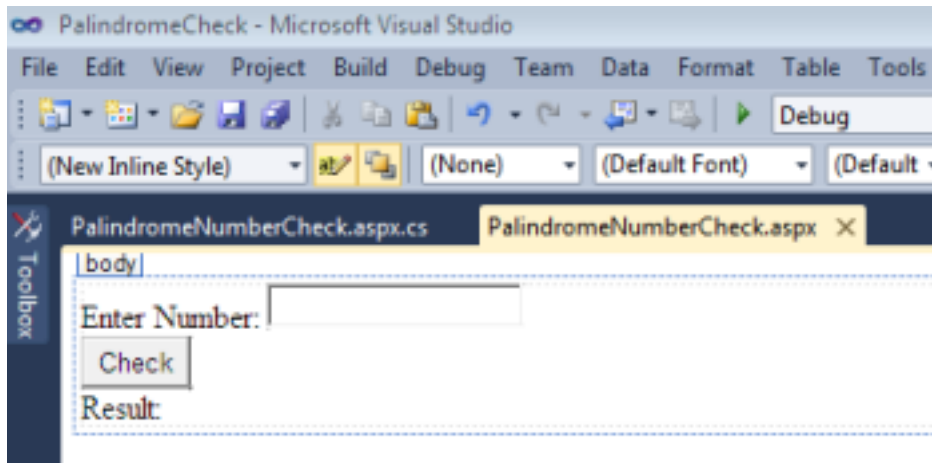 PalindromeCheck - Microsoft Visual Studio
File Edit View Project Build Debug Team Data Format Table Tools
Debug
(New Inline Style) (None) (Default Font) (Default
PalindromeNumberCheck.aspx.cs PalindromeNumberCheck.aspx
Toolbox
body
Enter Number:
Check
Result: